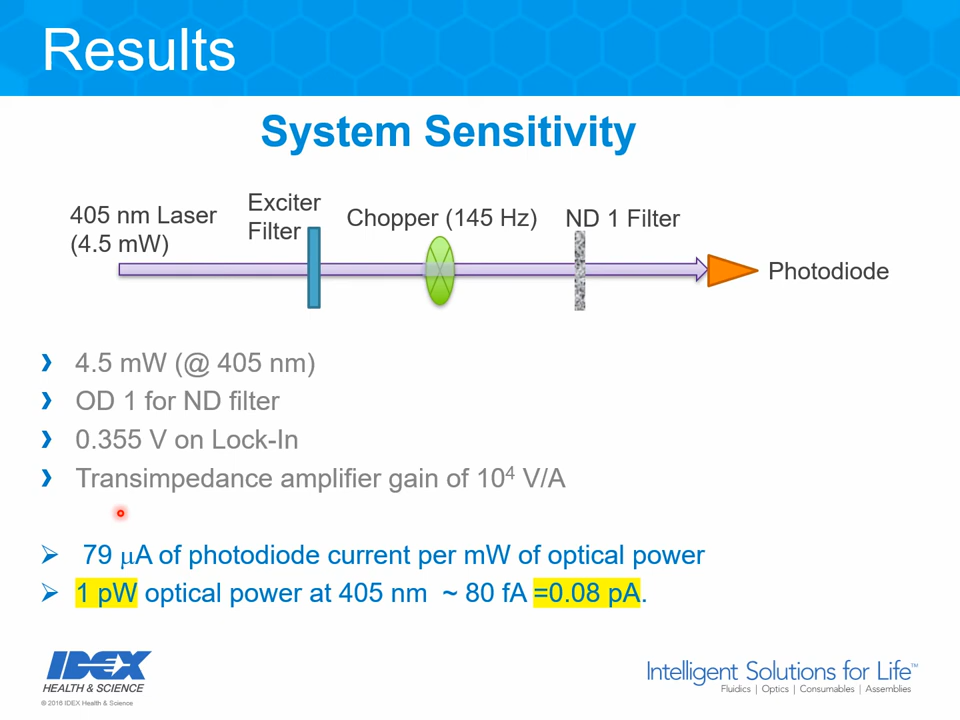 Results
System Sensitivity
405 nm Laser
(4.5 mW)
Exciter
Filter
Chopper (145 Hz)
ND 1 Filter
Photodiode
› 4.5 mW (@ 405 nm)
› OD 1 for ND filter
› 0.355 V on Lock-In
› Transimpedance amplifier gain of 10⁴ V/A
➢ 79 μA of photodiode current per mW of optical power
➢ 1 pW optical power at 405 nm ~ 80 fA =0.08 pA.
IDEX
HEALTH & SCIENCE
© 2016 IDEX Health & Science
Intelligent Solutions for Life™
Fluidics | Optics | Consumables | Assemblies